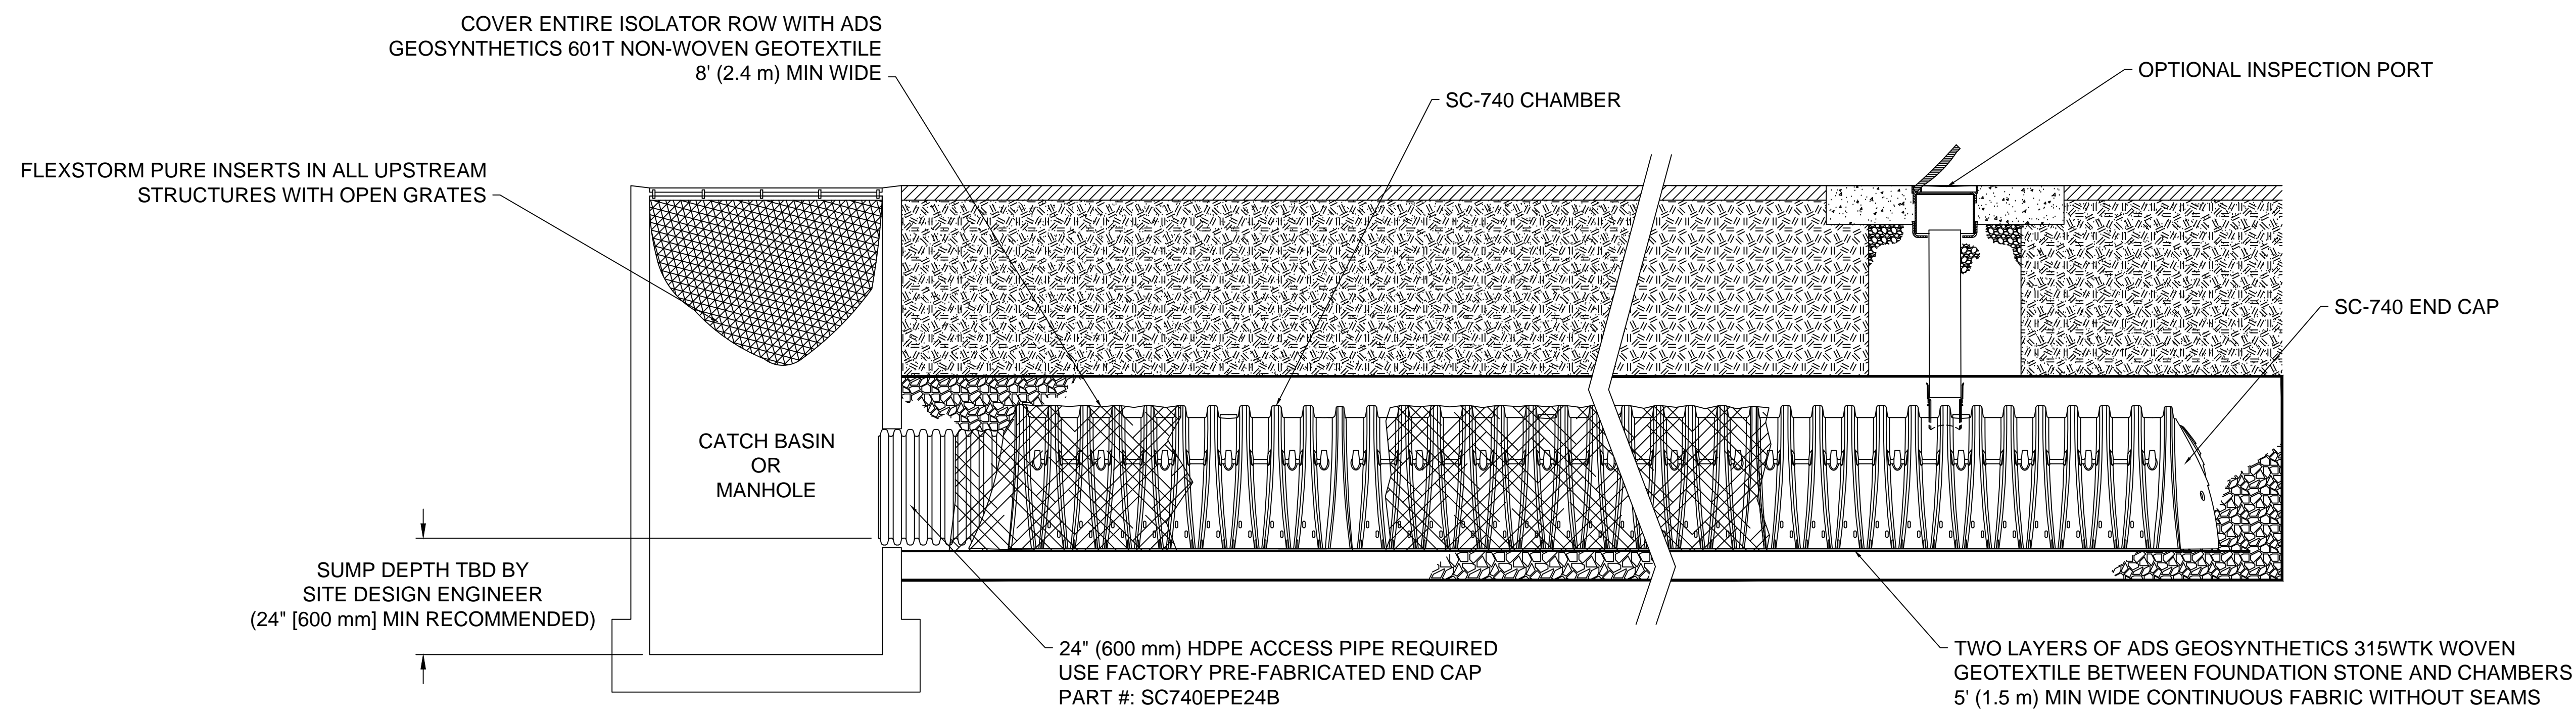 COVER ENTIRE ISOLATOR ROW WITH ADS
GEOSYNTHETICS 601T NON-WOVEN GEOTEXTILE
8' (2.4 m) MIN WIDE
OPTIONAL INSPECTION PORT
SC-740 CHAMBER
FLEXSTORM PURE INSERTS IN ALL UPSTREAM
STRUCTURES WITH OPEN GRATES
SC-740 END CAP
CATCH BASIN
OR
MANHOLE
SUMP DEPTH TBD BY
SITE DESIGN ENGINEER
(24" [600 mm] MIN RECOMMENDED)
24" (600 mm) HDPE ACCESS PIPE REQUIRED
USE FACTORY PRE-FABRICATED END CAP
PART #: SC740EPE24B
TWO LAYERS OF ADS GEOSYNTHETICS 315WTK WOVEN
GEOTEXTILE BETWEEN FOUNDATION STONE AND CHAMBERS
5' (1.5 m) MIN WIDE CONTINUOUS FABRIC WITHOUT SEAMS